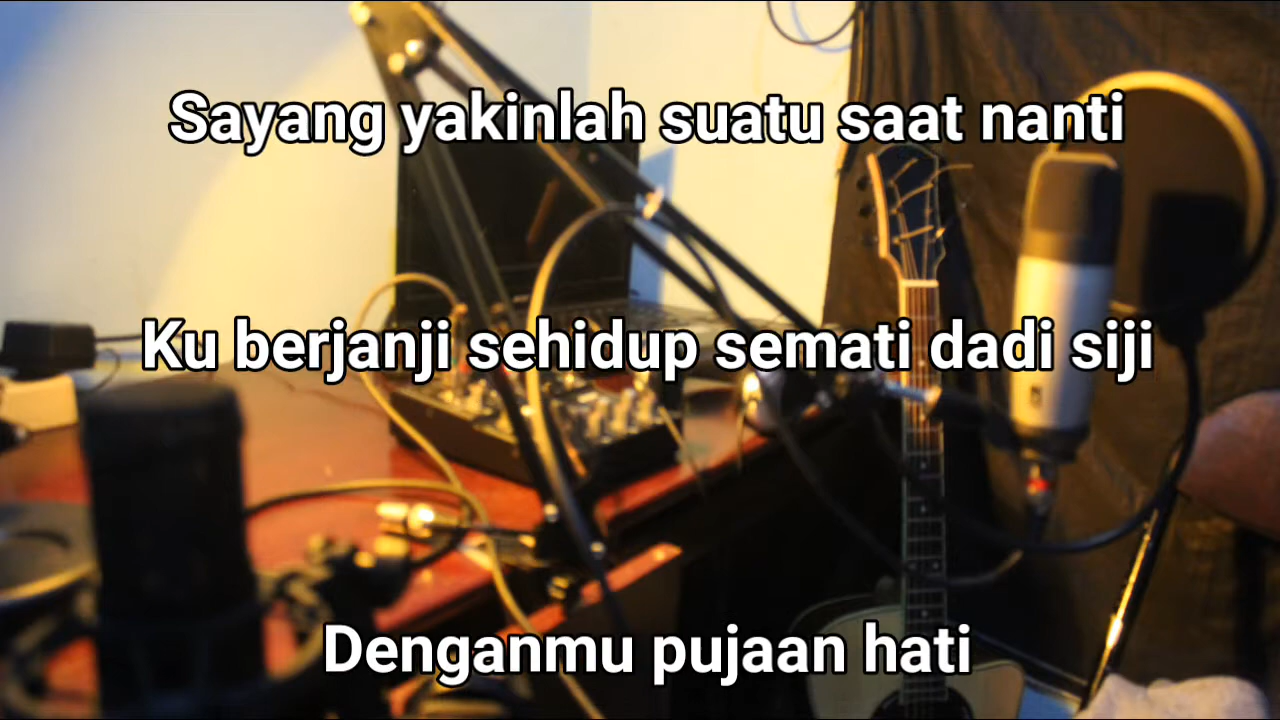 Sayang yakinlah suatu saat nanti
Ku berjanji sehidup semati dadi siji
Denganmu pujaan hati